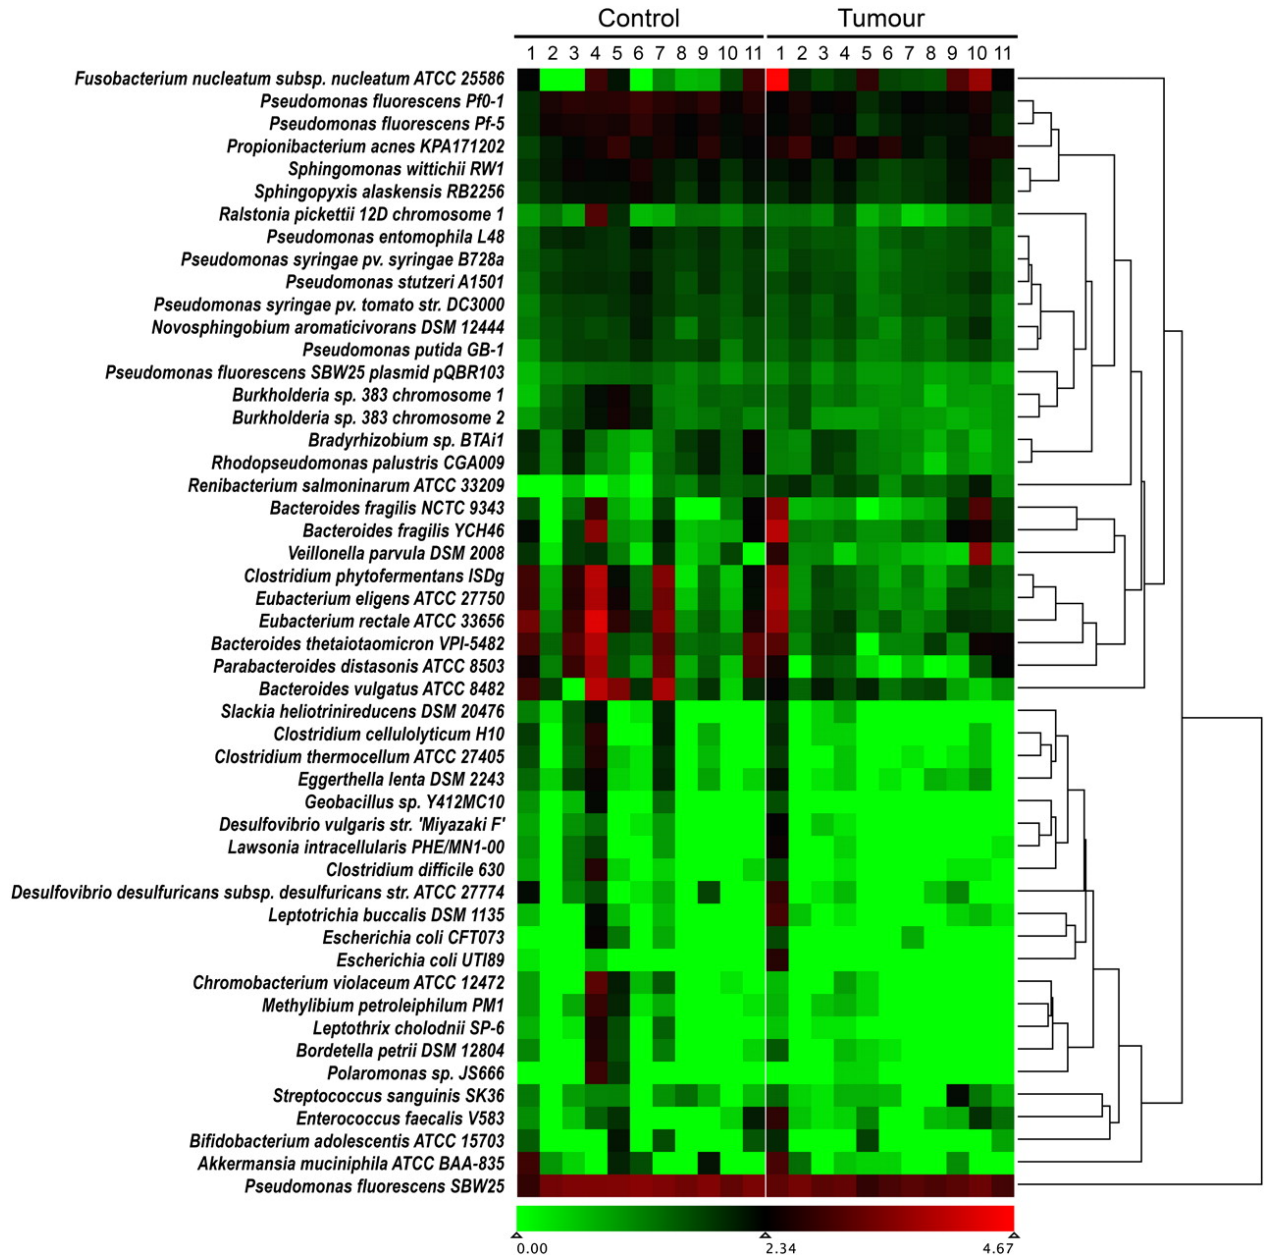 Control Tumour
1 2 3 4 5 6 7 8 9 10 11 1 2 3 4 5 6 7 8 9 10 11
Fusobacterium nucleatum subsp. nucleatum ATCC 25586
Pseudomonas fluorescens Pf0-1
Pseudomonas fluorescens Pf-5
Propionibacterium acnes KPA171202
Sphingomonas wittichii RW1
Sphingopyxis alaskensis RB2256
Ralstonia pickettii 12D chromosome 1
Pseudomonas entomophila L48
Pseudomonas syringae pv. syringae B728a
Pseudomonas stutzeri A1501
Pseudomonas syringae pv. tomato str. DC3000
Novosphingobium aromaticivorans DSM 12444
Pseudomonas putida GB-1
Pseudomonas fluorescens SBW25 plasmid pQBR103
Burkholderia sp. 383 chromosome 1
Burkholderia sp. 383 chromosome 2
Bradyrhizobium sp. BTAi1
Rhodopseudomonas palustris CGA009
Renibacterium salmoninarum ATCC 33209
Bacteroides fragilis NCTC 9343
Bacteroides fragilis YCH46
Veillonella parvula DSM 2008
Clostridium phytofermentans ISDg
Eubacterium eligens ATCC 27750
Eubacterium rectale ATCC 33656
Bacteroides thetaiotaomicron VPI-5482
Parabacteroides distasonis ATCC 8503
Bacteroides vulgatus ATCC 8482
Slackia heliotrinireducens DSM 20476
Clostridium cellulolyticum H10
Clostridium thermocellum ATCC 27405
Eggerthella lenta DSM 2243
Geobacillus sp. Y412MC10
Desulfovibrio vulgaris str. 'Miyazaki F'
Lawsonia intracellularis PHE/MN1-00
Clostridium difficile 630
Desulfovibrio desulfuricans subsp. desulfuricans str. ATCC 27774
Leptotrichia buccalis DSM 1135
Escherichia coli CFT073
Escherichia coli UTI89
Chromobacterium violaceum ATCC 12472
Methylibium petroleiphilum PM1
Leptothrix cholodnii SP-6
Bordetella petrii DSM 12804
Polaromonas sp. JS666
Streptococcus sanguinis SK36
Enterococcus faecalis V583
Bifidobacterium adolescentis ATCC 15703
Akkermansia muciniphila ATCC BAA-835
Pseudomonas fluorescens SBW25
0.00 2.34 4.67